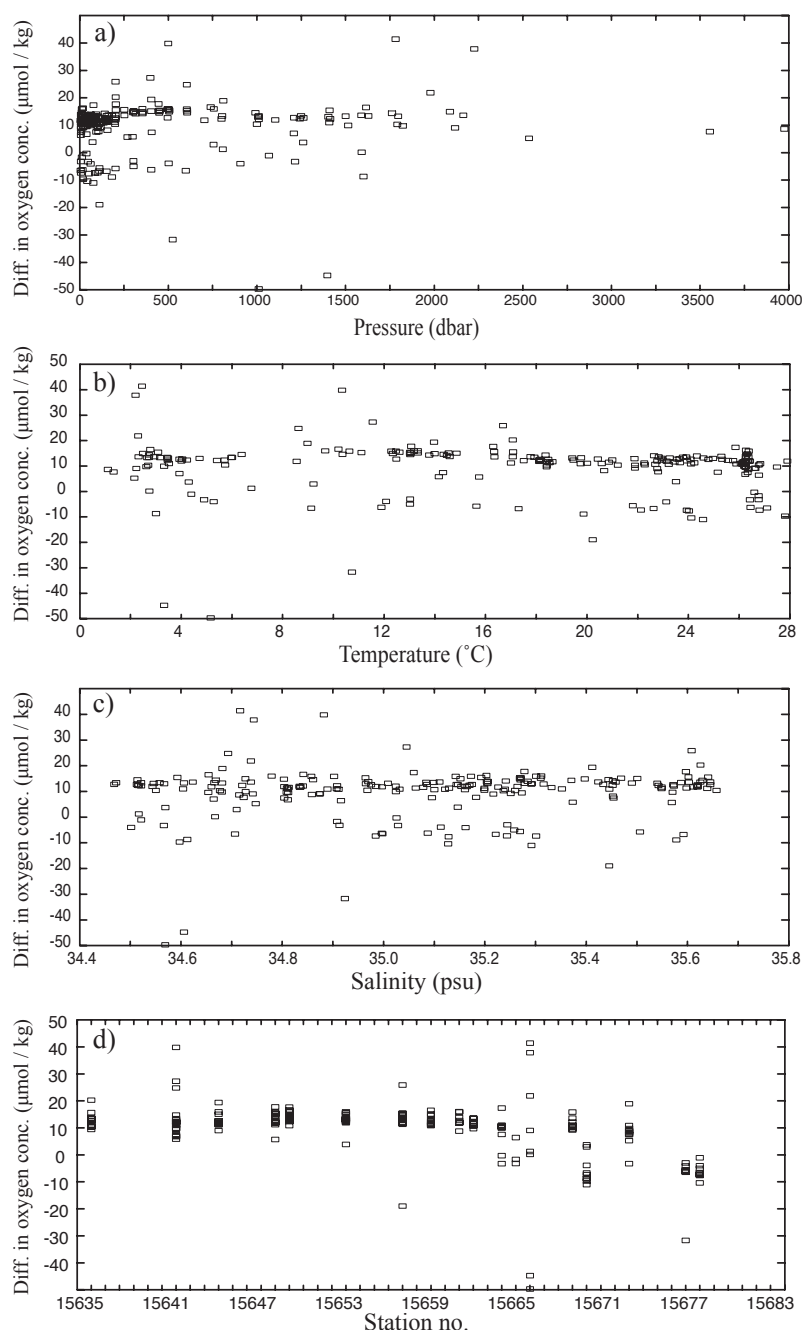 a)
Diff. in oxygen conc. (μmol / kg)
50
40
30
20
10
0
-10
-20
-30
-40
-50
0 500 1000 1500 2000 2500 3000 3500 4000
Pressure (dbar)
b)
Diff. in oxygen conc. (μmol / kg)
50
40
30
20
10
0
-10
-20
-30
-40
-50
0 4 8 12 16 20 24 28
Temperature (˚C)
c)
Diff. in oxygen conc. (μmol / kg)
40
30
20
10
0
-10
-20
-30
-40
-50
34.4 34.6 34.8 35.0 35.2 35.4 35.6 35.8
Salinity (psu)
d)
Diff. in oxygen conc. (μmol / kg)
50
40
30
20
10
0
-10
-20
-30
-40
15635 15641 15647 15653 15659 15665 15671 15677 15683
Station no.